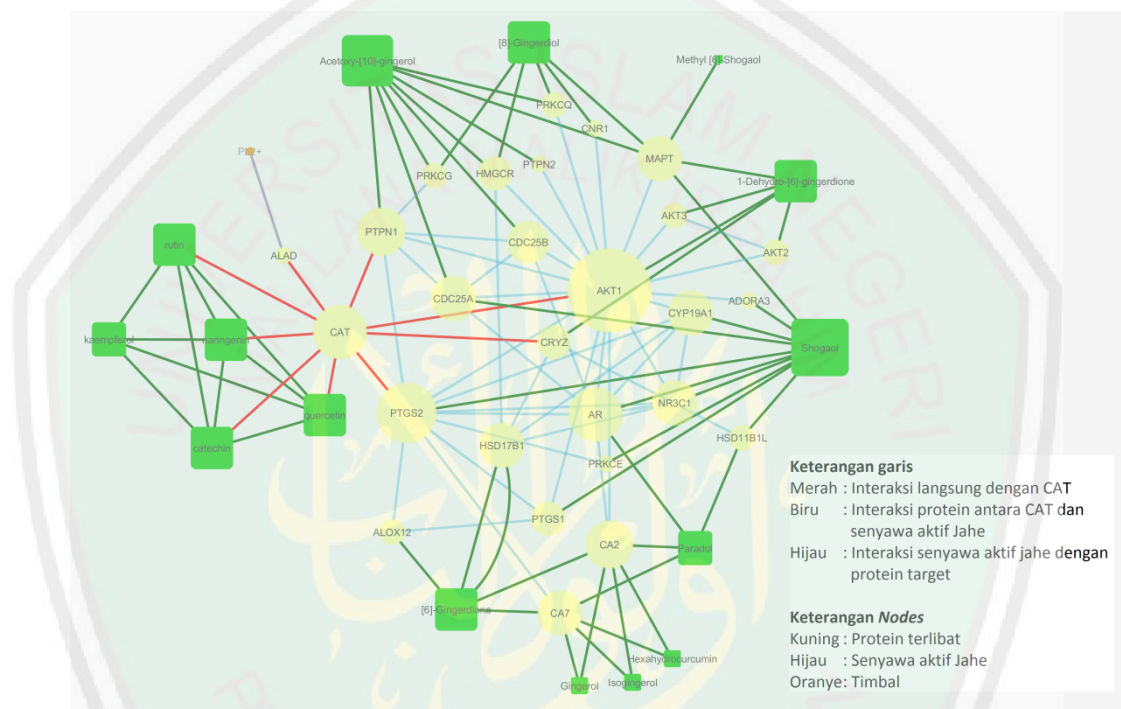 [8]-Gingerdiol
Acetoxy-[10]-gingerol
Methyl [6]-Shogaol
PRKCQ
CNR1
MAPT
PTPN2
HMGCR
PRKCG
1-Dehydro-[6]-gingerdione
AKT3
PTPN1
CDC25B
AKT2
rutin
ALAD
AKT1
CDC25A
ADORA3
CYP19A1
CAT
kaempferol
naringenin
CRYZ
Shogaol
quercetin
PTGS2
AR
NR3C1
HSD17B1
HSD11B1L
catechin
PRKCE
PTGS1
ALOX12
CA2
Paradol
[6]-Gingerdione
CA7
Hexahydrocurcumin
Isogingerol
Gingerol
Keterangan garis
Merah : Interaksi langsung dengan CAT
Biru : Interaksi protein antara CAT dan
senyawa aktif Jahe
Hijau : Interaksi senyawa aktif jahe dengan
protein target
Keterangan Nodes
Kuning : Protein terlibat
Hijau : Senyawa aktif Jahe
Oranye: Timbal